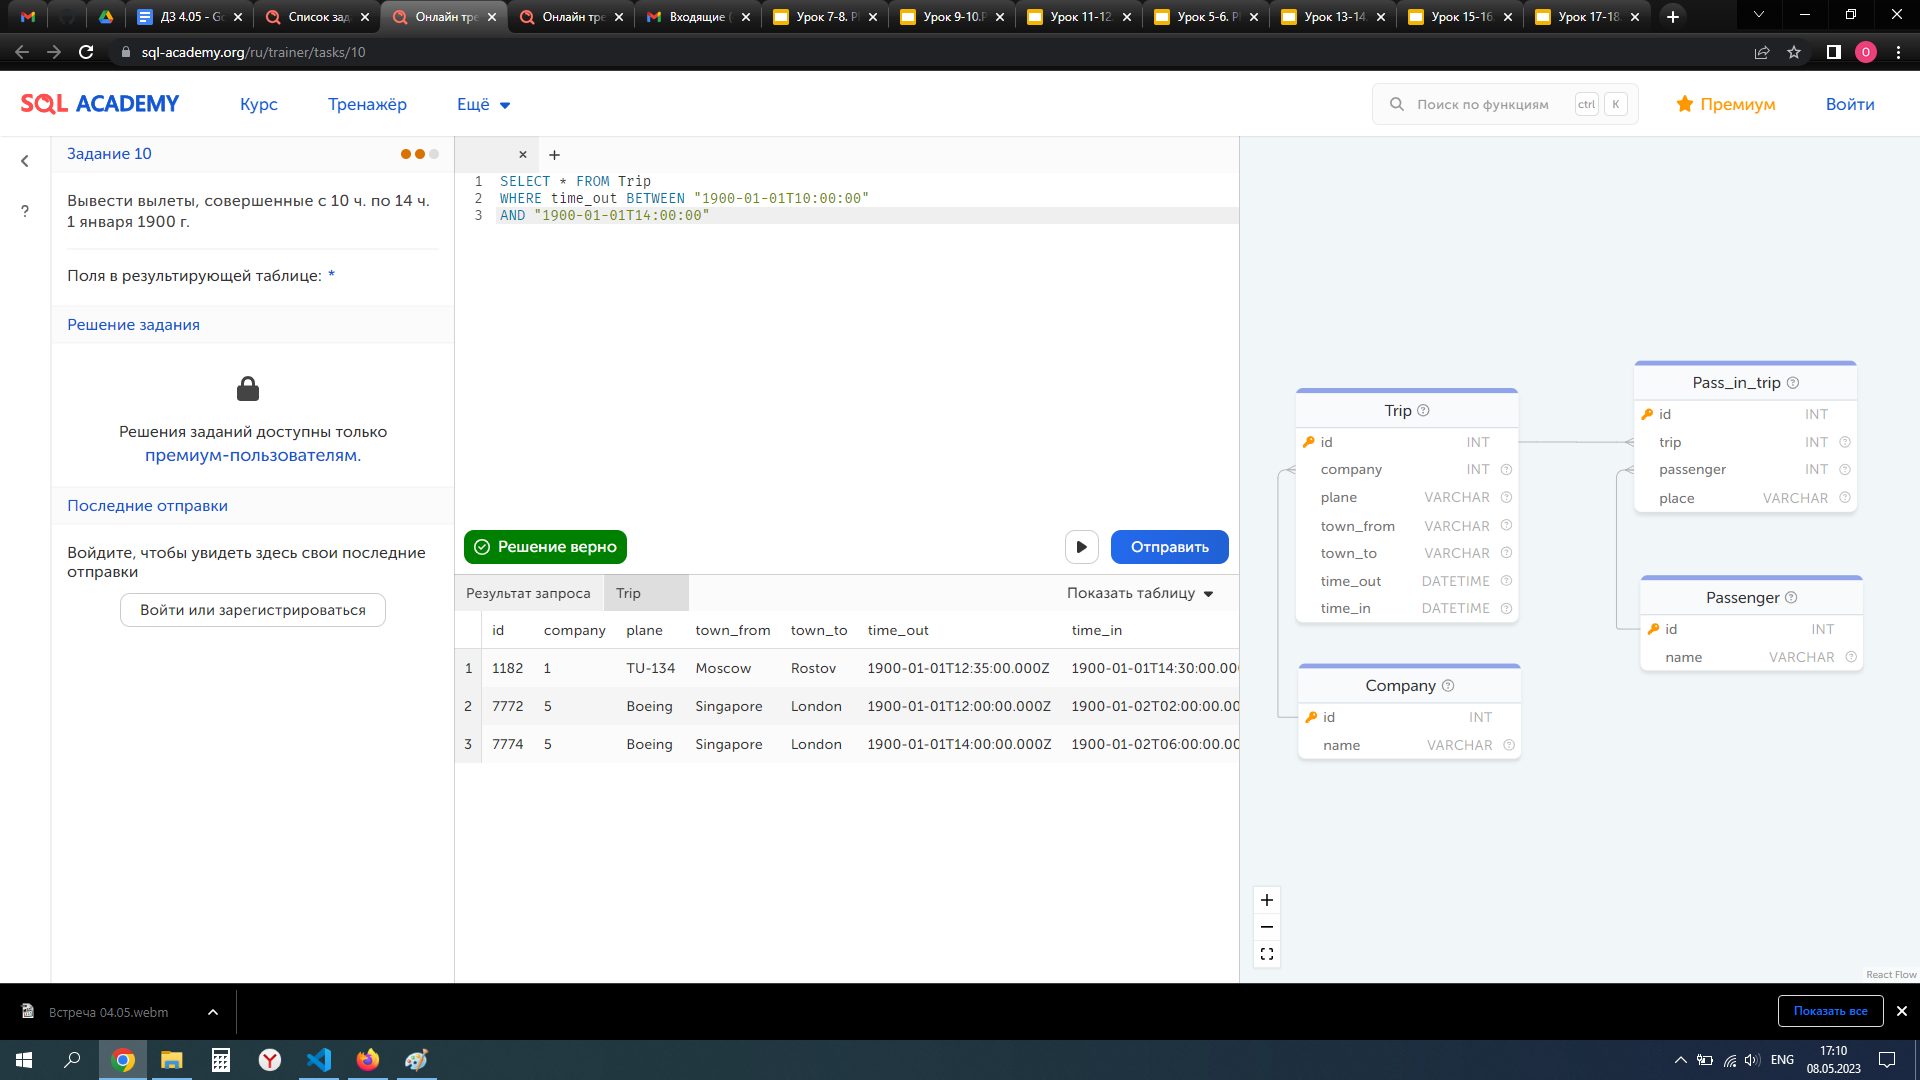 ДЗ 4.05 - Go
Список зад
Онлайн тре
Онлайн тре
Входящие (
Урок 7-8. P
Урок 9-10.P
Урок 11-12.
Урок 5-6. P
Урок 13-14.
Урок 15-16.
Урок 17-18.
sql-academy.org/ru/trainer/tasks/10
O
SQL ACADEMY
Курс
Тренажёр
Ещё
Поиск по функциям
ctrl
K
Премиум
Войти
Задание 10
Вывести вылеты, совершенные с 10 ч. по 14 ч.
1 января 1900 г.
Поля в результирующей таблице: *
Решение задания
Решения заданий доступны только
премиум-пользователям.
Последние отправки
Войдите, чтобы увидеть здесь свои последние
отправки
Войти или зарегистрироваться
1 SELECT * FROM Trip
2 WHERE time_out BETWEEN "1900-01-01T10:00:00"
3 AND "1900-01-01T14:00:00"
Решение верно
Отправить
Результат запроса
Trip
Показать таблицу
id company plane town_from town_to time_out time_in
1 1182 1 TU-134 Moscow Rostov 1900-01-01T12:35:00.000Z 1900-01-01T14:30:00.00
2 7772 5 Boeing Singapore London 1900-01-01T12:00:00.000Z 1900-01-02T02:00:00.00
3 7774 5 Boeing Singapore London 1900-01-01T14:00:00.000Z 1900-01-02T06:00:00.00
Trip
id INT
company INT
plane VARCHAR
town_from VARCHAR
town_to VARCHAR
time_out DATETIME
time_in DATETIME
Company
id INT
name VARCHAR
Pass_in_trip
id INT
trip INT
passenger INT
place VARCHAR
Passenger
id INT
name VARCHAR
React Flow
Встреча 04.05.webm
Показать все
ENG
17:10
08.05.2023